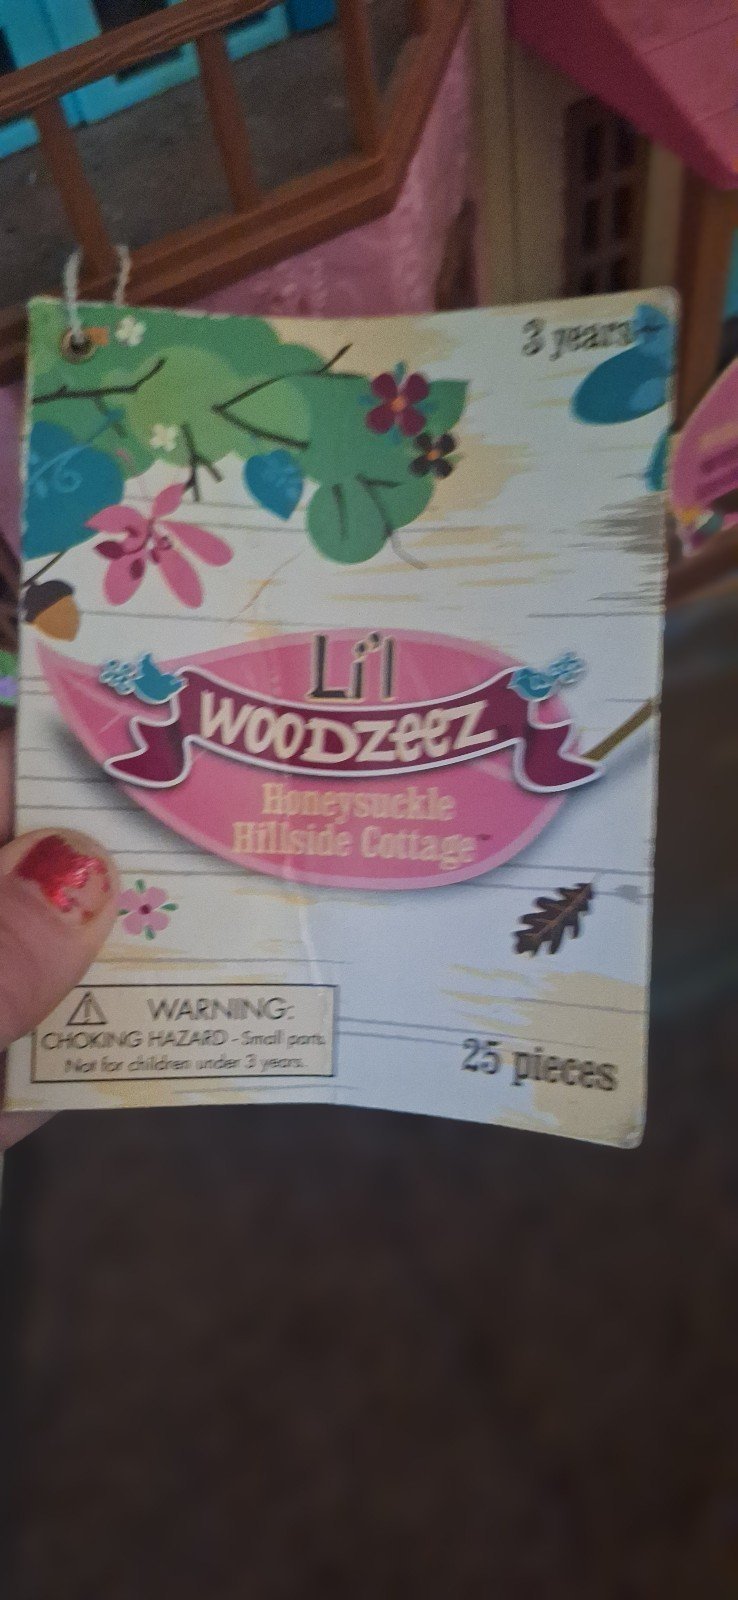 3 years+
Li'l
WOODZEEZ
Honeysuckle
Hillside Cottage™
WARNING:
CHOKING HAZARD - Small parts.
Not for children under 3 years.
25 pieces